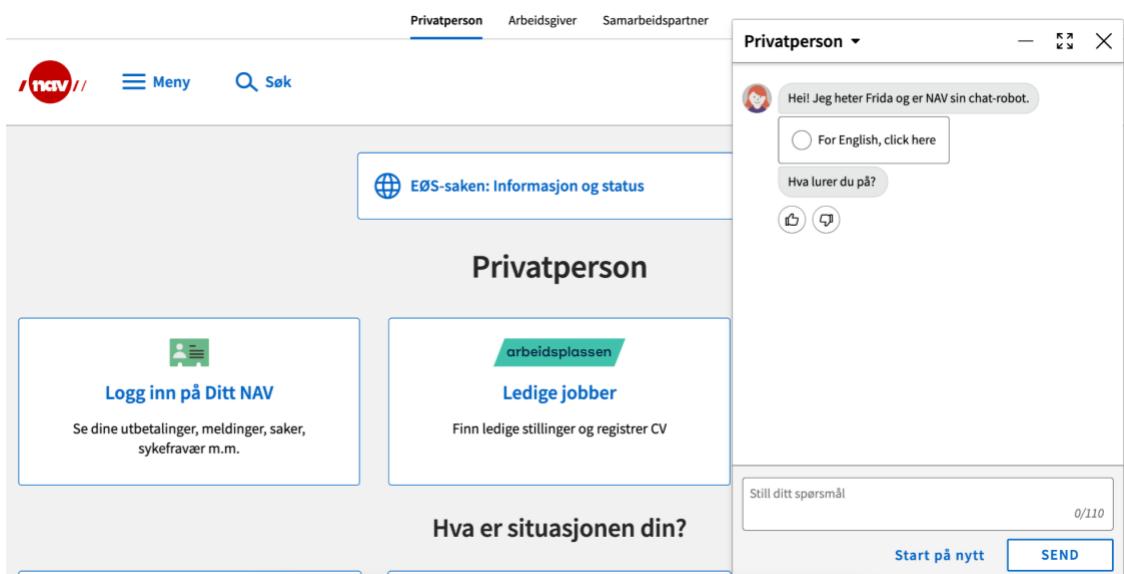 Privatperson Arbeidsgiver Samarbeidspartner
nav Meny Søk
EØS-saken: Informasjon og status
Privatperson
Logg inn på Ditt NAV
Se dine utbetalinger, meldinger, saker,
sykefravær m.m.
arbeidsplassen
Ledige jobber
Finn ledige stillinger og registrer CV
Hva er situasjonen din?
Privatperson
Hei! Jeg heter Frida og er NAV sin chat-robot.
For English, click here
Hva lurer du på?
Still ditt spørsmål
0/110
Start på nytt SEND